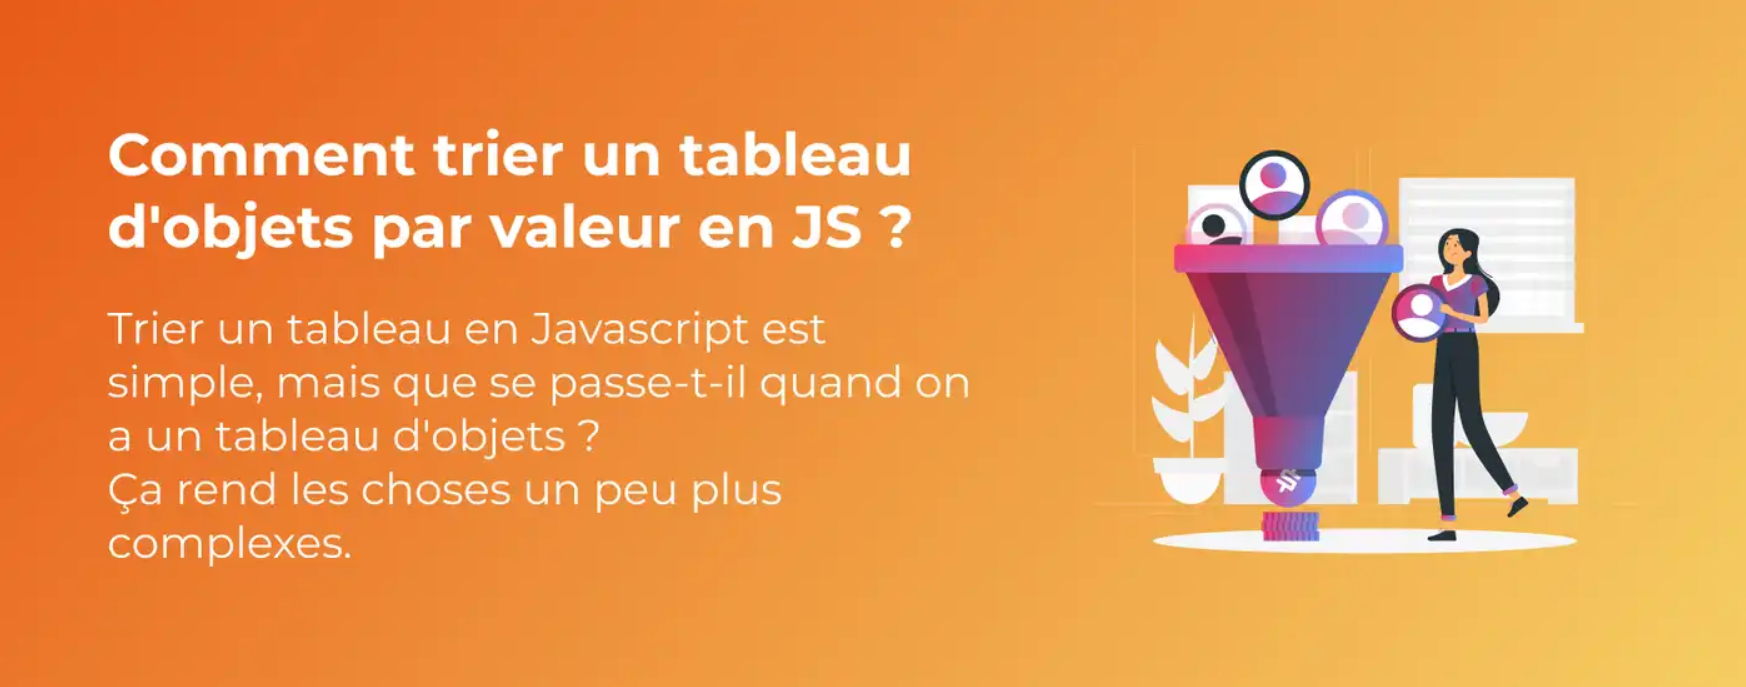 Comment trier un tableau
d'objets par valeur en JS ?
Trier un tableau en Javascript est
simple, mais que se passe-t-il quand on
a un tableau d'objets ?
Ça rend les choses un peu plus
complexes.